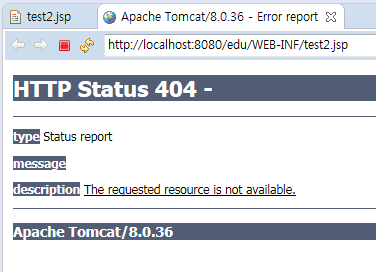 test2.jsp
Apache Tomcat/8.0.36 - Error report
http://localhost:8080/edu/WEB-INF/test2.jsp
HTTP Status 404 -
type Status report
message
description The requested resource is not available.
Apache Tomcat/8.0.36